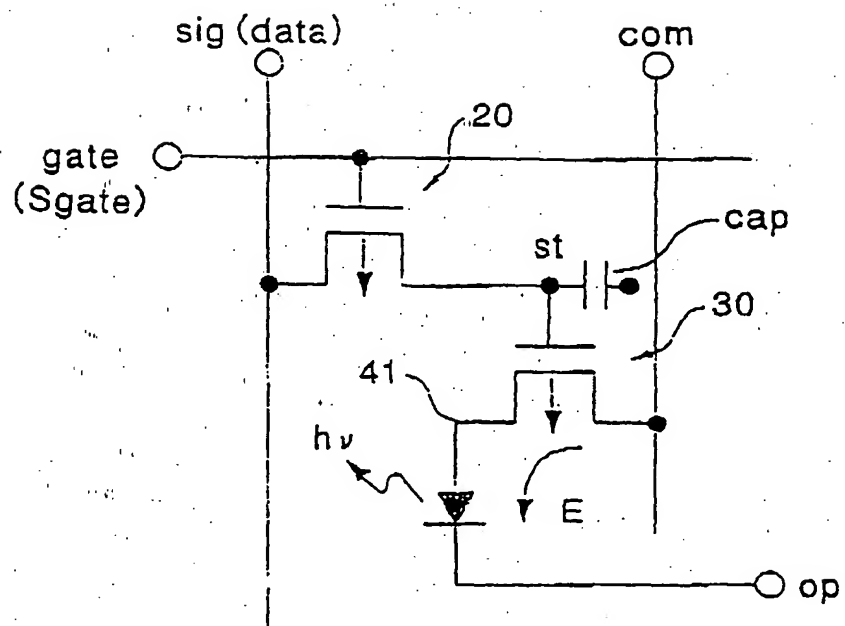 sig (data)
com
20
gate
(Sgate)
cap
st
30
41
hν
E
op